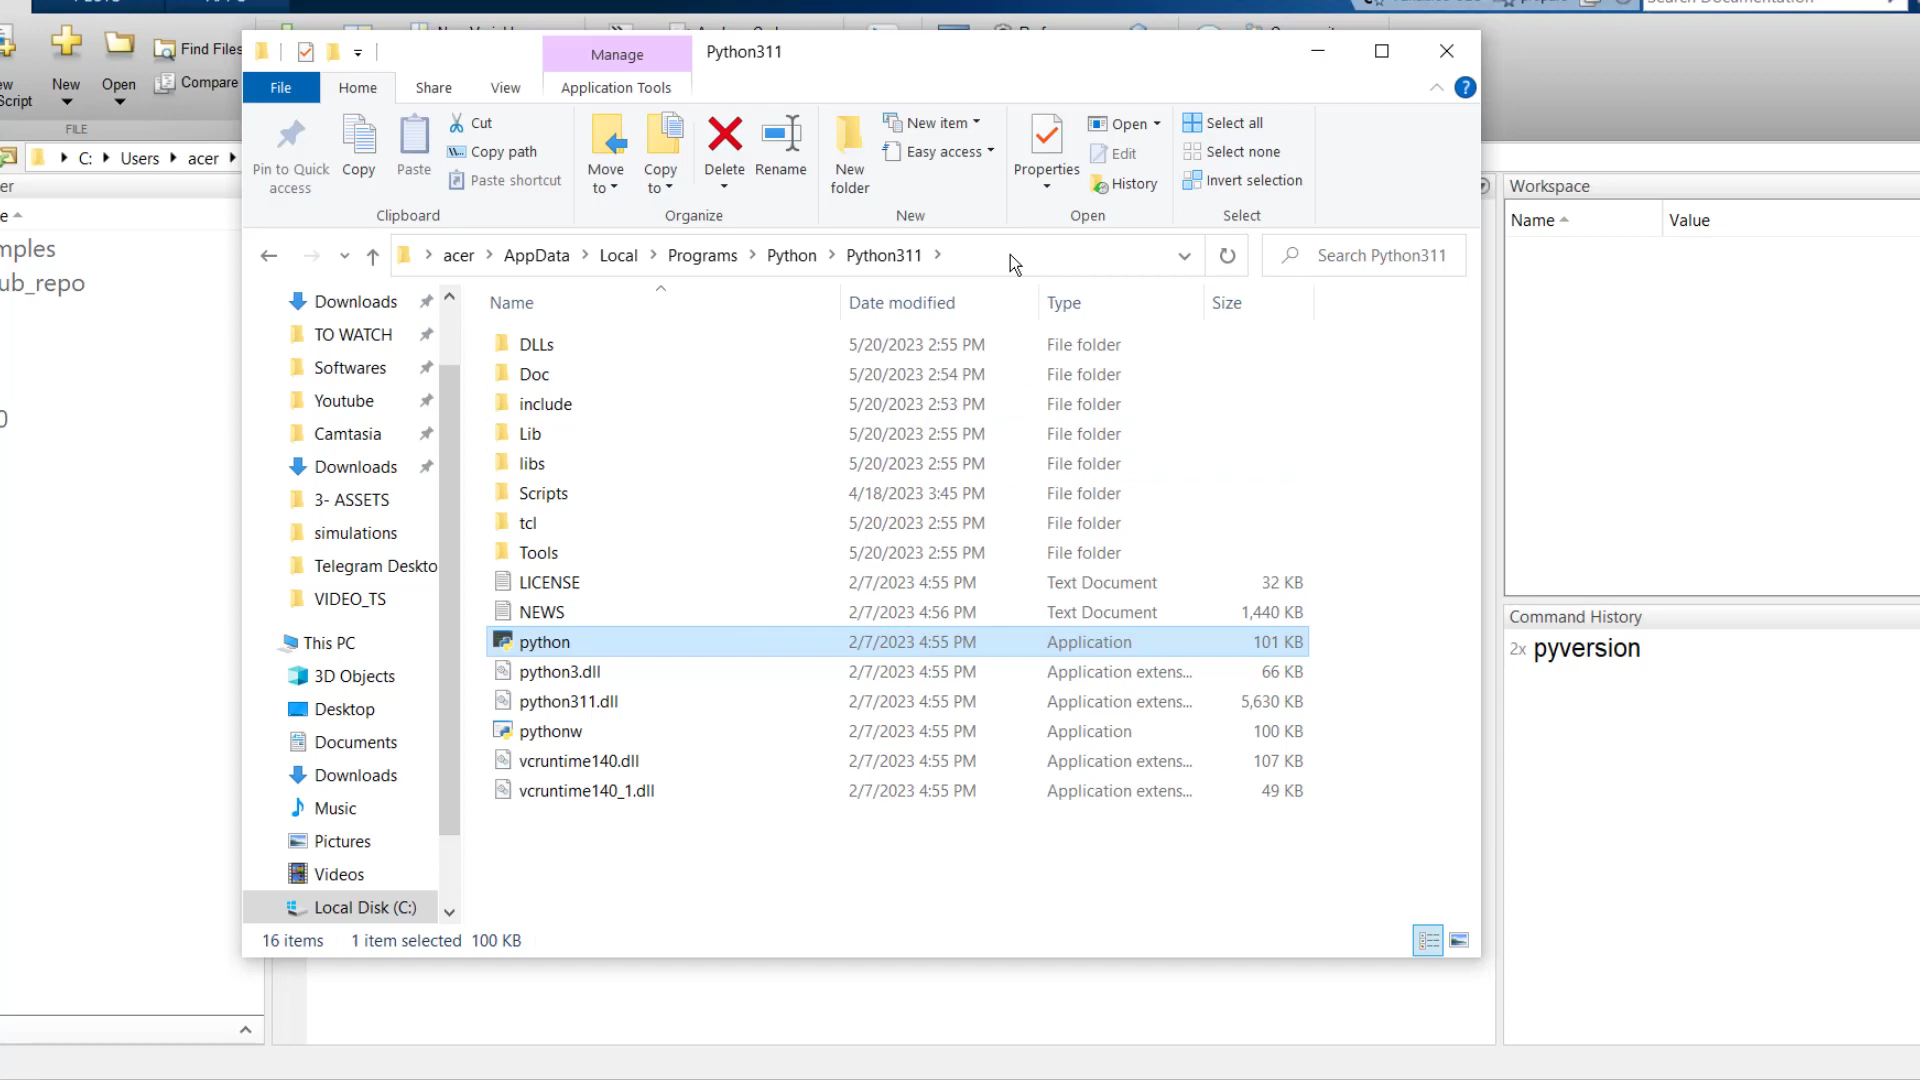 New
Open
Find Files
Compare
Script
FILE
C:
Users
acer
mples
ub_repo
Manage
Python311
File
Home
Share
View
Application Tools
Pin to Quick access
Copy
Paste
Cut
Copy path
Paste shortcut
Clipboard
Move to
Copy to
Delete
Rename
Organize
New folder
New item
Easy access
New
Properties
Open
Edit
History
Open
Select all
Select none
Invert selection
Select
acer > AppData > Local > Programs > Python > Python311 >
Search Python311
Name Date modified Type Size
Downloads
TO WATCH
Softwares
Youtube
Camtasia
Downloads
3- ASSETS
simulations
Telegram Deskto
VIDEO_TS
This PC
3D Objects
Desktop
Documents
Downloads
Music
Pictures
Videos
Local Disk (C:)
DLLs 5/20/2023 2:55 PM File folder
Doc 5/20/2023 2:54 PM File folder
include 5/20/2023 2:53 PM File folder
Lib 5/20/2023 2:55 PM File folder
libs 5/20/2023 2:55 PM File folder
Scripts 4/18/2023 3:45 PM File folder
tcl 5/20/2023 2:55 PM File folder
Tools 5/20/2023 2:55 PM File folder
LICENSE 2/7/2023 4:55 PM Text Document 32 KB
NEWS 2/7/2023 4:56 PM Text Document 1,440 KB
python 2/7/2023 4:55 PM Application 101 KB
python3.dll 2/7/2023 4:55 PM Application extens... 66 KB
python311.dll 2/7/2023 4:55 PM Application extens... 5,630 KB
pythonw 2/7/2023 4:55 PM Application 100 KB
vcruntime140.dll 2/7/2023 4:55 PM Application extens... 107 KB
vcruntime140_1.dll 2/7/2023 4:55 PM Application extens... 49 KB
16 items 1 item selected 100 KB
Workspace
Name Value
Command History
2x pyversion